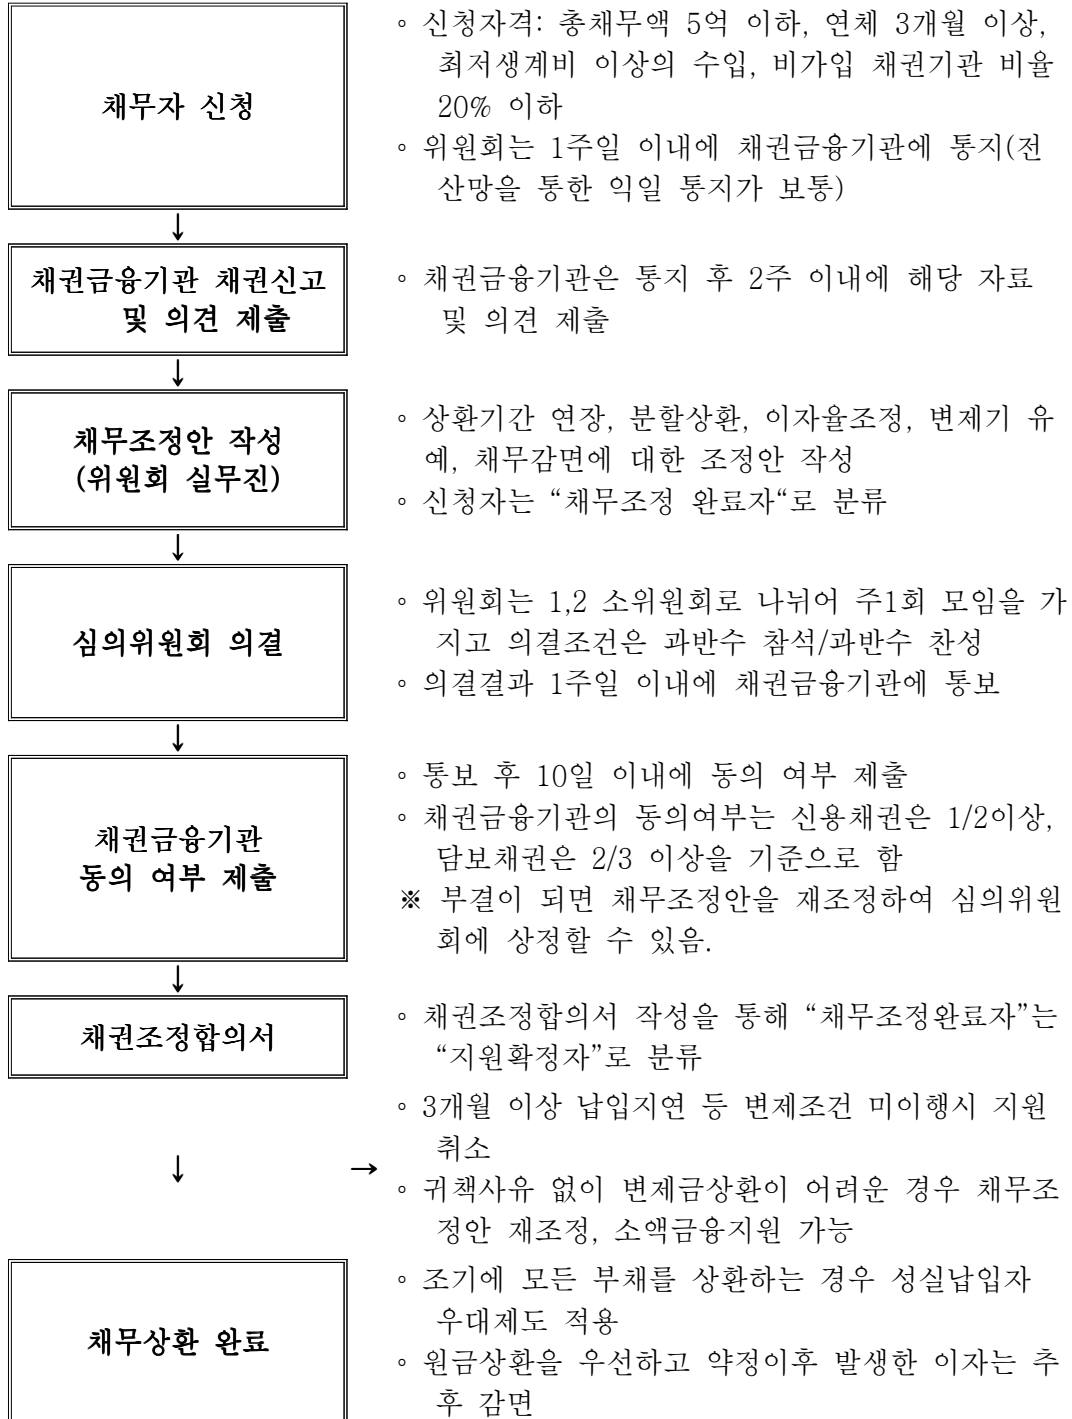 채무자 신청
◦ 신청자격: 총채무액 5억 이하, 연체 3개월 이상,
최저생계비 이상의 수입, 비가입 채권기관 비율
20% 이하
◦ 위원회는 1주일 이내에 채권금융기관에 통지(전
산망을 통한 익일 통지가 보통)
↓
채권금융기관 채권신고
및 의견 제출
◦ 채권금융기관은 통지 후 2주 이내에 해당 자료
및 의견 제출
↓
채무조정안 작성
(위원회 실무진)
◦ 상환기간 연장, 분할상환, 이자율조정, 변제기 유
예, 채무감면에 대한 조정안 작성
◦ 신청자는 “채무조정 완료자“로 분류
↓
심의위원회 의결
◦ 위원회는 1,2 소위원회로 나뉘어 주1회 모임을 가
지고 의결조건은 과반수 참석/과반수 찬성
◦ 의결결과 1주일 이내에 채권금융기관에 통보
↓
채권금융기관
동의 여부 제출
◦ 통보 후 10일 이내에 동의 여부 제출
◦ 채권금융기관의 동의여부는 신용채권은 1/2이상,
담보채권은 2/3 이상을 기준으로 함
※ 부결이 되면 채무조정안을 재조정하여 심의위원
회에 상정할 수 있음.
↓
채권조정합의서
◦ 채권조정합의서 작성을 통해 “채무조정완료자”는
“지원확정자”로 분류
↓ →
◦ 3개월 이상 납입지연 등 변제조건 미이행시 지원
취소
◦ 귀책사유 없이 변제금상환이 어려운 경우 채무조
정안 재조정, 소액금융지원 가능
채무상환 완료
◦ 조기에 모든 부채를 상환하는 경우 성실납입자
우대제도 적용
◦ 원금상환을 우선하고 약정이후 발생한 이자는 추
후 감면